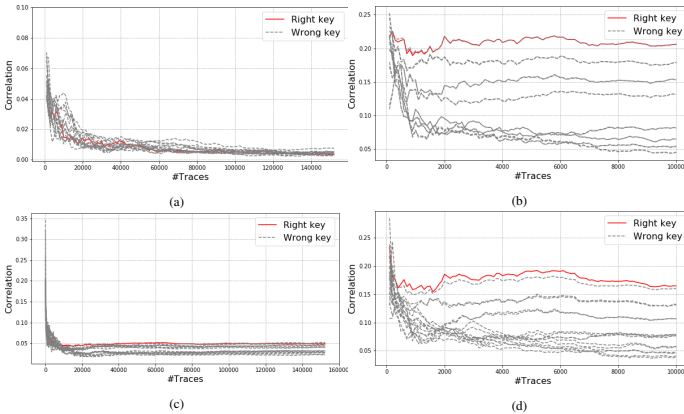 0.10
0.08
0.06
0.04
0.02
0.00
Correlation
0
20000
40000
60000
80000
100000
120000
140000
#Traces
Right key
Wrong key
(a)
0.25
0.20
0.15
0.10
0.05
Correlation
0
2000
4000
6000
8000
10000
#Traces
Right key
Wrong key
(b)
0.35
0.30
0.25
0.20
0.15
0.10
0.05
Correlation
0
20000
40000
60000
80000
100000
120000
140000
160000
#Traces
Right key
Wrong key
(c)
0.25
0.20
0.15
0.10
0.05
Correlation
0
2000
4000
6000
8000
10000
#Traces
Right key
Wrong key
(d)